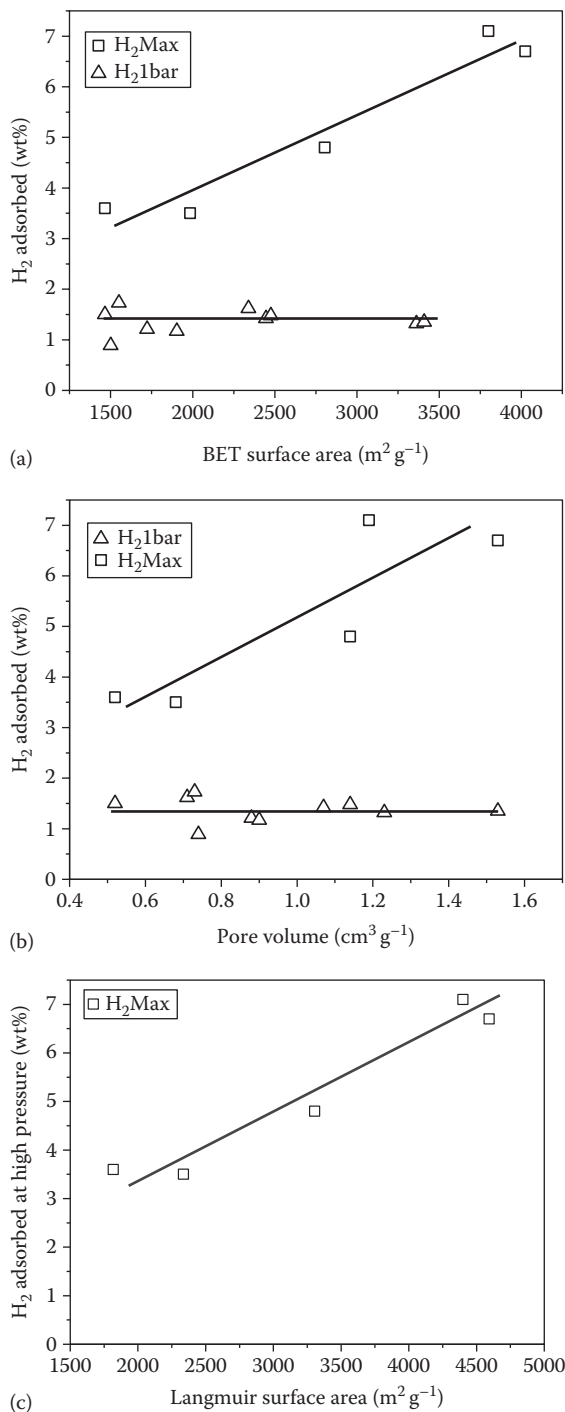 7
H₂Max
H₂1bar
6
5
4
3
2
1
0
H₂ adsorbed (wt%)
1500 2000 2500 3000 3500 4000
(a)
BET surface area (m² g⁻¹)
7
H₂1bar
H₂Max
6
5
4
3
2
1
0
H₂ adsorbed (wt%)
0.4 0.6 0.8 1.0 1.2 1.4 1.6
(b)
Pore volume (cm³ g⁻¹)
7
H₂Max
6
5
4
3
2
1
0
H₂ adsorbed at high pressure (wt%)
1500 2000 2500 3000 3500 4000 4500 5000
(c)
Langmuir surface area (m² g⁻¹)